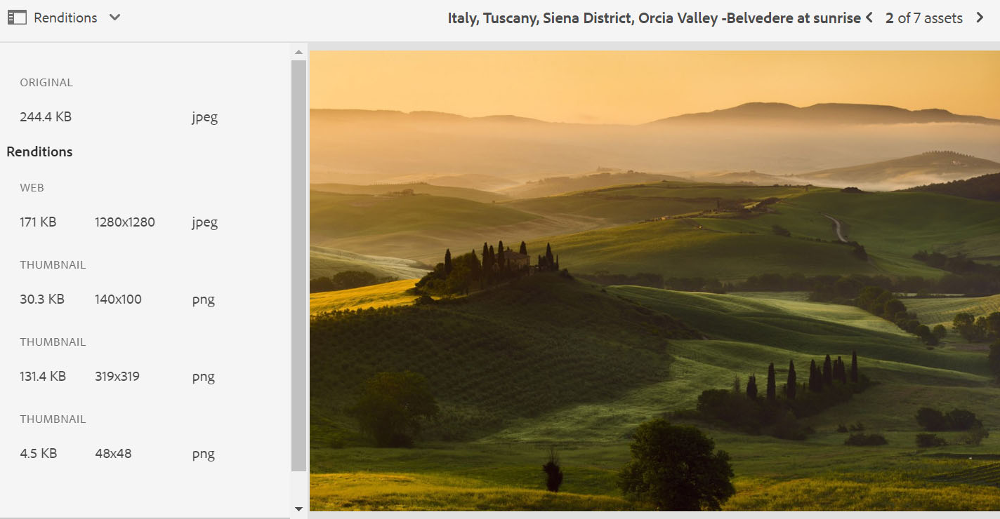 Renditions
Italy, Tuscany, Siena District, Orcia Valley -Belvedere at sunrise 2 of 7 assets
ORIGINAL
244.4 KB jpeg
Renditions
WEB
171 KB 1280x1280 jpeg
THUMBNAIL
30.3 KB 140x100 png
THUMBNAIL
131.4 KB 319x319 png
THUMBNAIL
4.5 KB 48x48 png